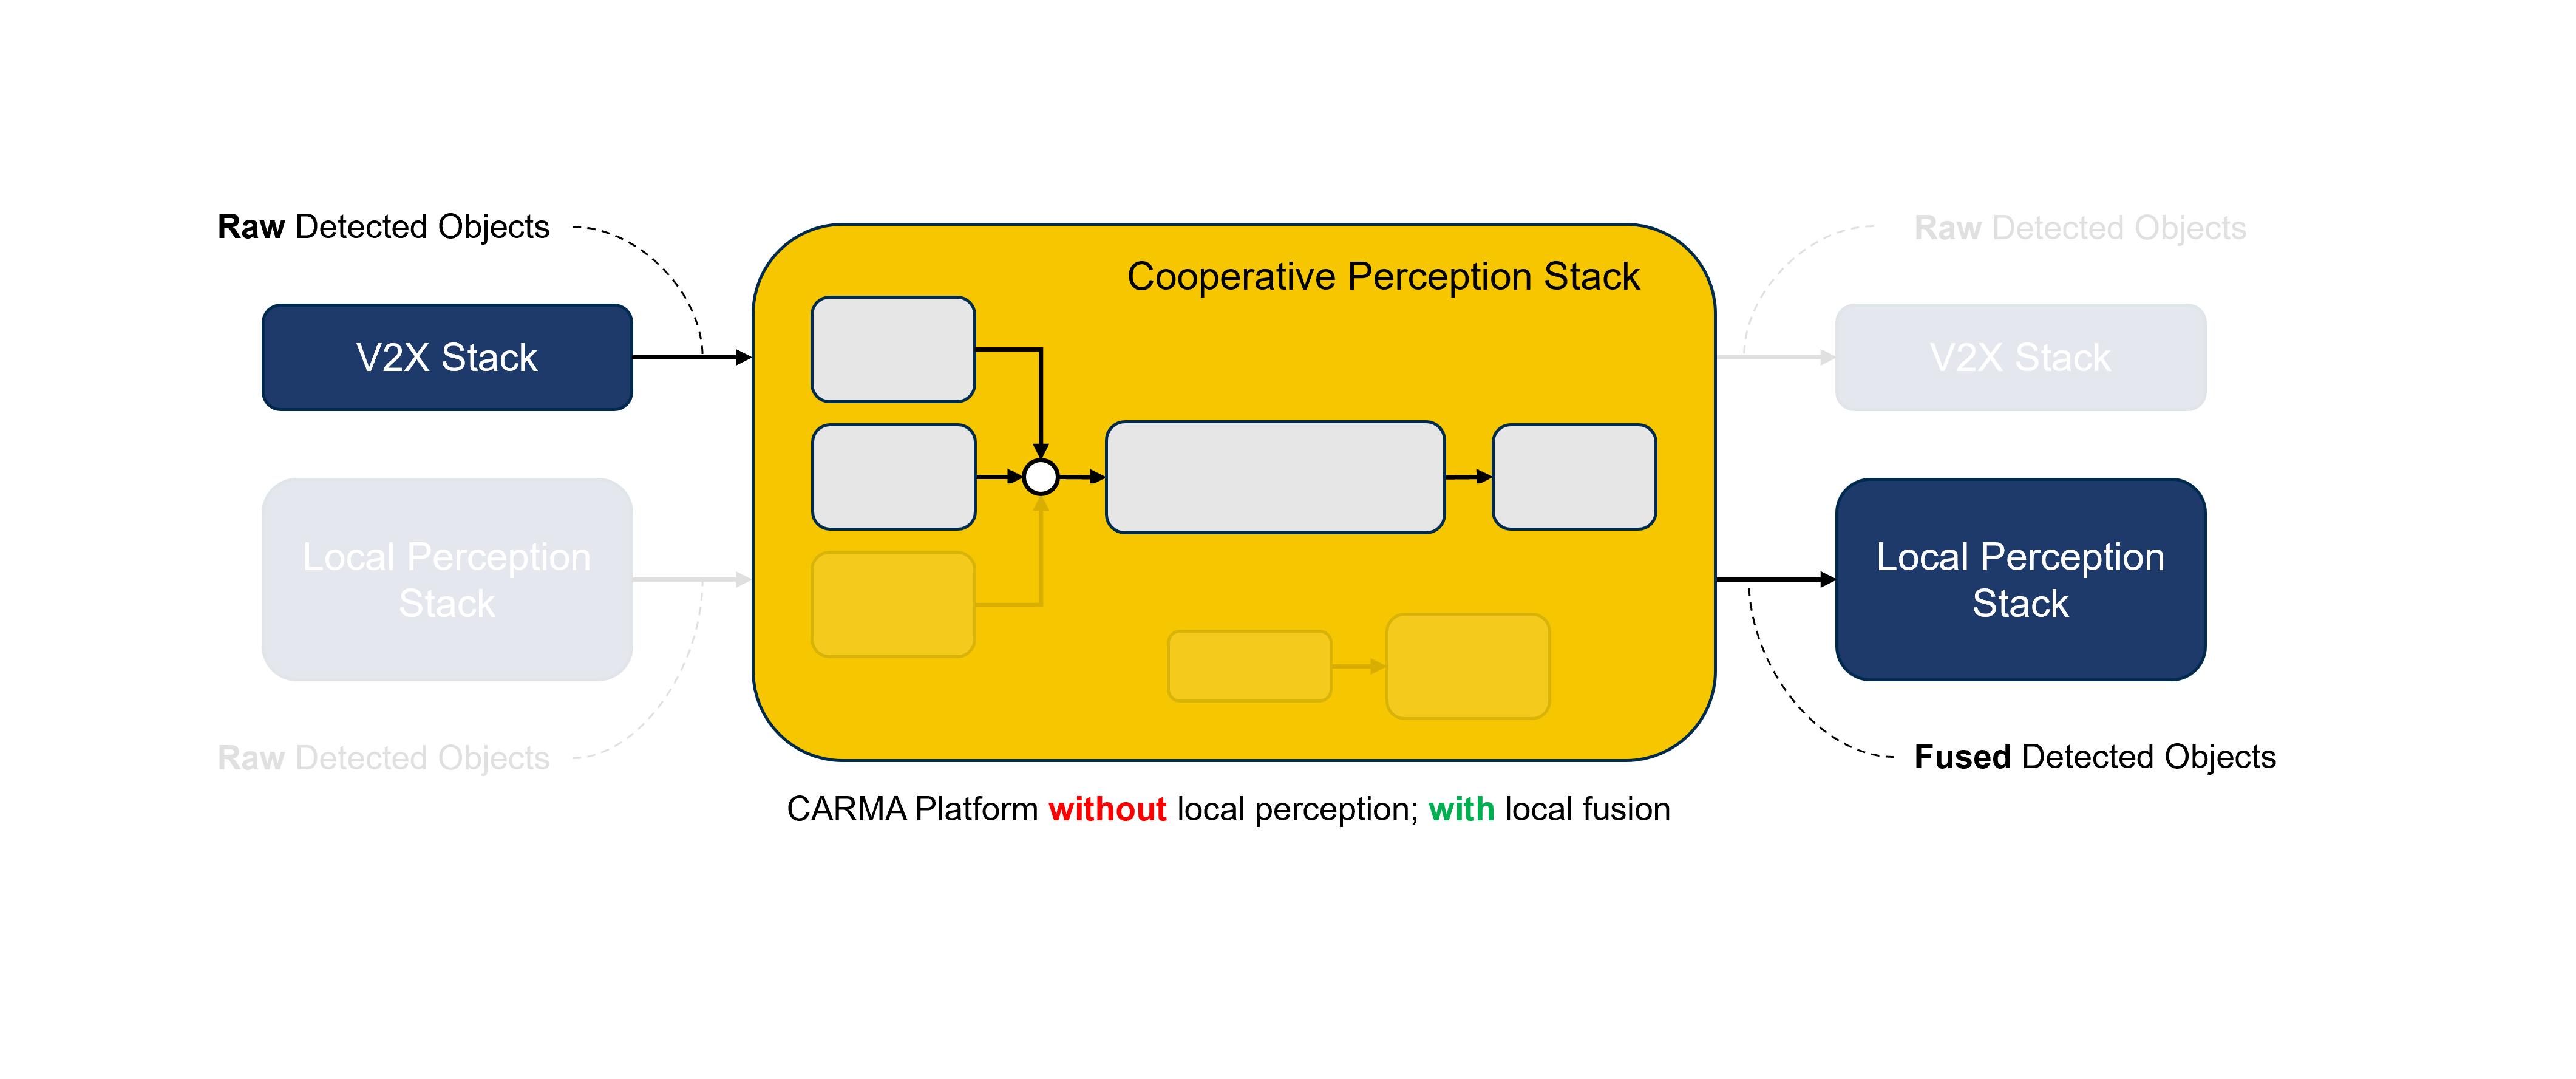 Raw Detected Objects
Raw Detected Objects
Cooperative Perception Stack
V2X Stack
V2X Stack
Local Perception
Stack
Local Perception
Stack
Raw Detected Objects
Fused Detected Objects
CARMA Platform without local perception; with local fusion